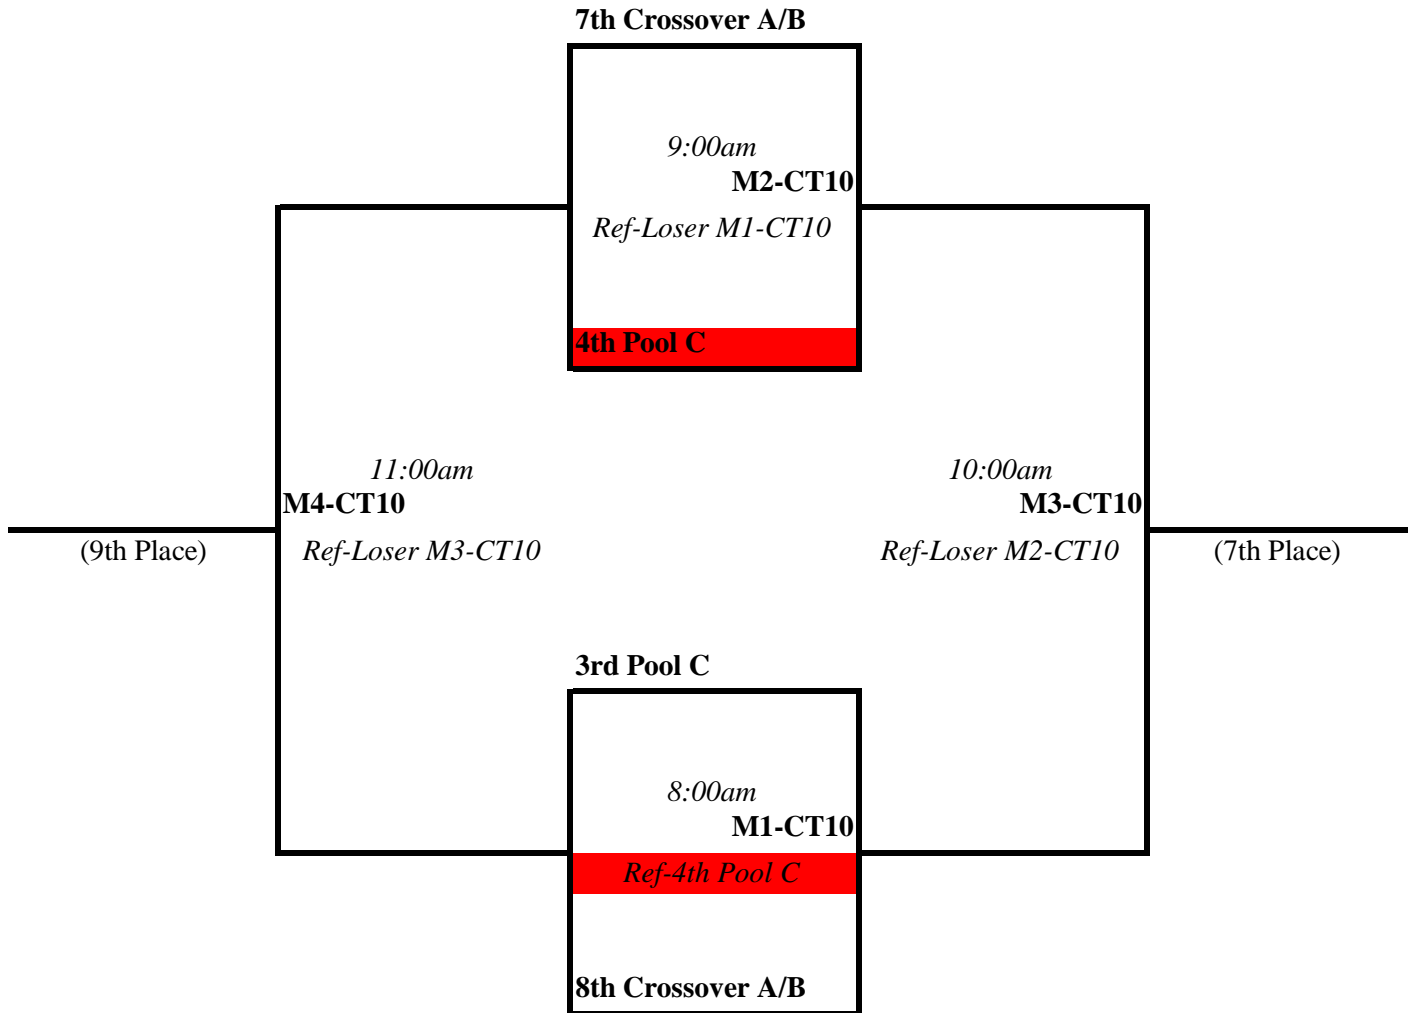 7th Crossover A/B
9:00am
M2-CT10
Ref-Loser M1-CT10
4th Pool C
11:00am
M4-CT10
Ref-Loser M3-CT10
(9th Place)
10:00am
M3-CT10
Ref-Loser M2-CT10
(7th Place)
3rd Pool C
8:00am
M1-CT10
Ref-4th Pool C
8th Crossover A/B